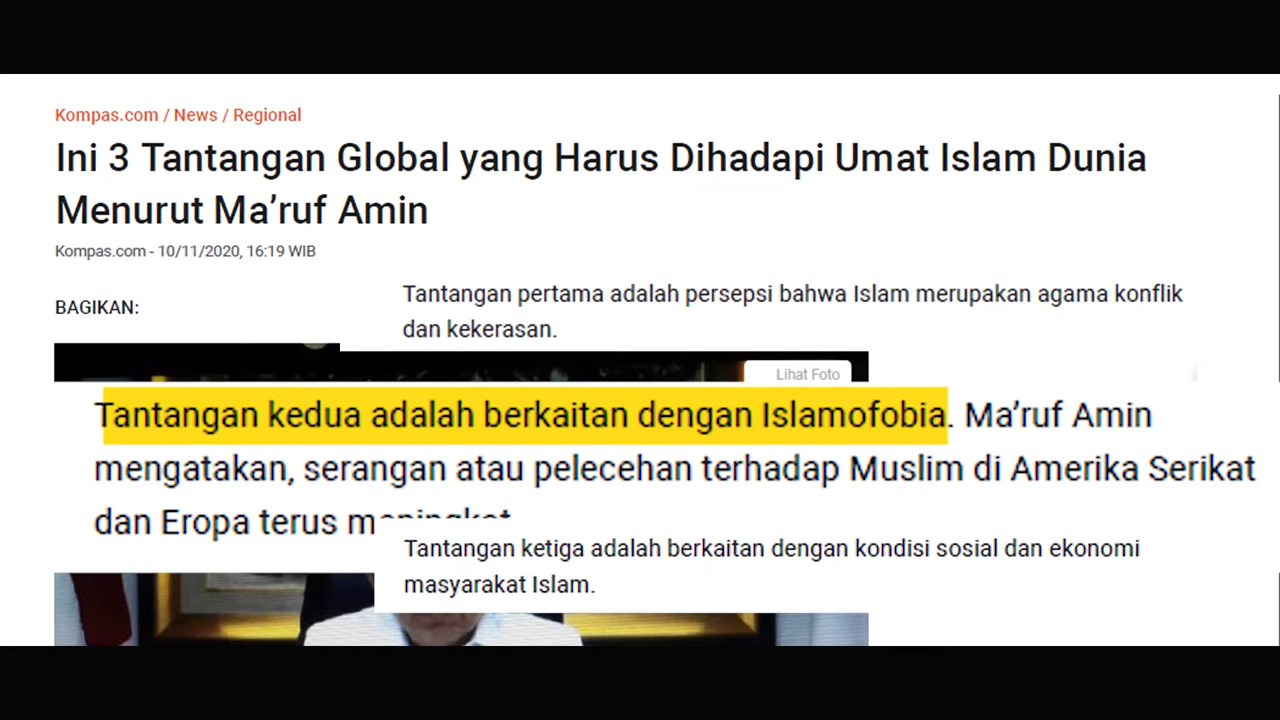 Kompas.com / News / Regional
Ini 3 Tantangan Global yang Harus Dihadapi Umat Islam Dunia
Menurut Ma’ruf Amin
Kompas.com - 10/11/2020, 16:19 WIB
BAGIKAN:
Tantangan pertama adalah persepsi bahwa Islam merupakan agama konflik
dan kekerasan.
Lihat Foto
Tantangan kedua adalah berkaitan dengan Islamofobia. Ma’ruf Amin
mengatakan, serangan atau pelecehan terhadap Muslim di Amerika Serikat
dan Eropa terus meningkat
Tantangan ketiga adalah berkaitan dengan kondisi sosial dan ekonomi
masyarakat Islam.